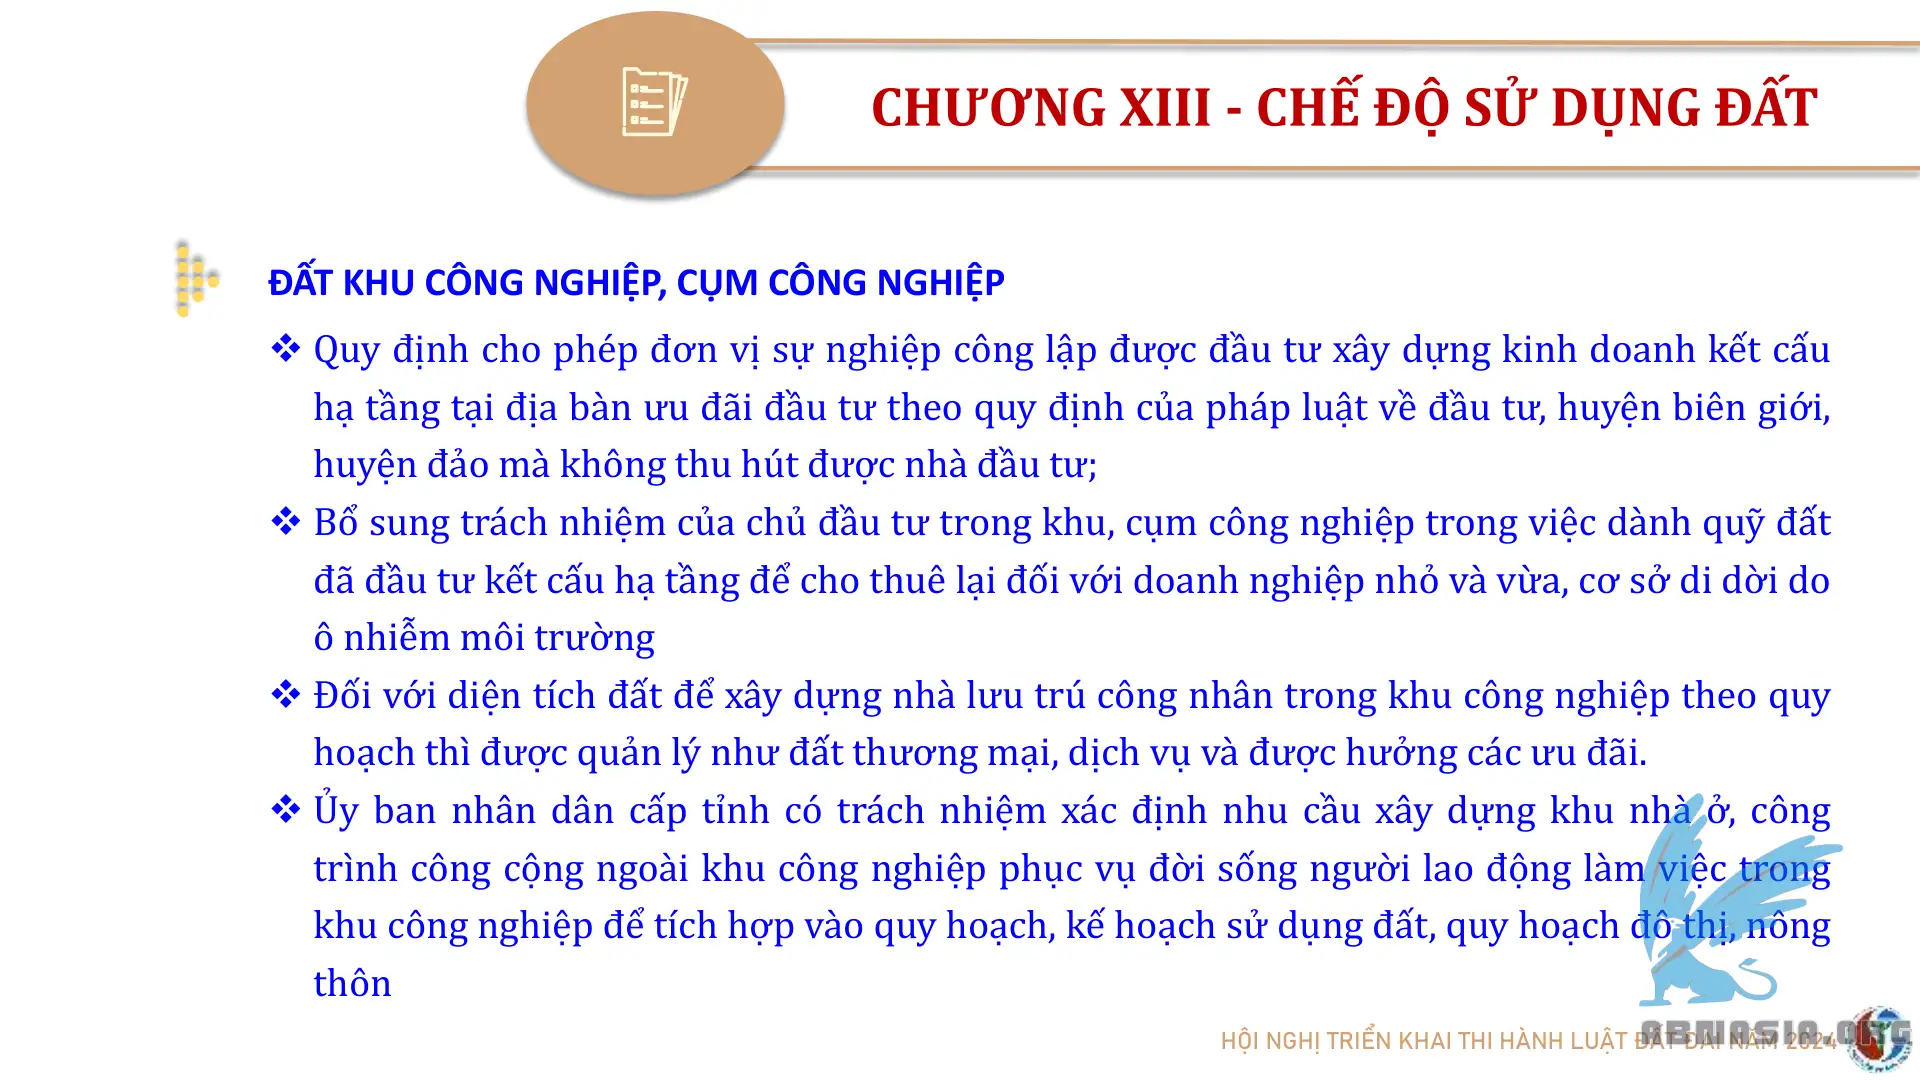 CHƯƠNG XIII - CHẾ ĐỘ SỬ DỤNG ĐẤT
ĐẤT KHU CÔNG NGHIỆP, CỤM CÔNG NGHIỆP
❖ Quy định cho phép đơn vị sự nghiệp công lập được đầu tư xây dựng kinh doanh kết cấu
hạ tầng tại địa bàn ưu đãi đầu tư theo quy định của pháp luật về đầu tư, huyện biên giới,
huyện đảo mà không thu hút được nhà đầu tư;
❖ Bổ sung trách nhiệm của chủ đầu tư trong khu, cụm công nghiệp trong việc dành quỹ đất
đã đầu tư kết cấu hạ tầng để cho thuê lại đối với doanh nghiệp nhỏ và vừa, cơ sở di dời do
ô nhiễm môi trường
❖ Đối với diện tích đất để xây dựng nhà lưu trú công nhân trong khu công nghiệp theo quy
hoạch thì được quản lý như đất thương mại, dịch vụ và được hưởng các ưu đãi.
❖ Ủy ban nhân dân cấp tỉnh có trách nhiệm xác định nhu cầu xây dựng khu nhà ở, công
trình công cộng ngoài khu công nghiệp phục vụ đời sống người lao động làm việc trong
khu công nghiệp để tích hợp vào quy hoạch, kế hoạch sử dụng đất, quy hoạch đô thị, nông
thôn
HỘI NGHỊ TRIỂN KHAI THI HÀNH LUẬT ĐẤT ĐAI NĂM 2024
ABMASIA.ORG